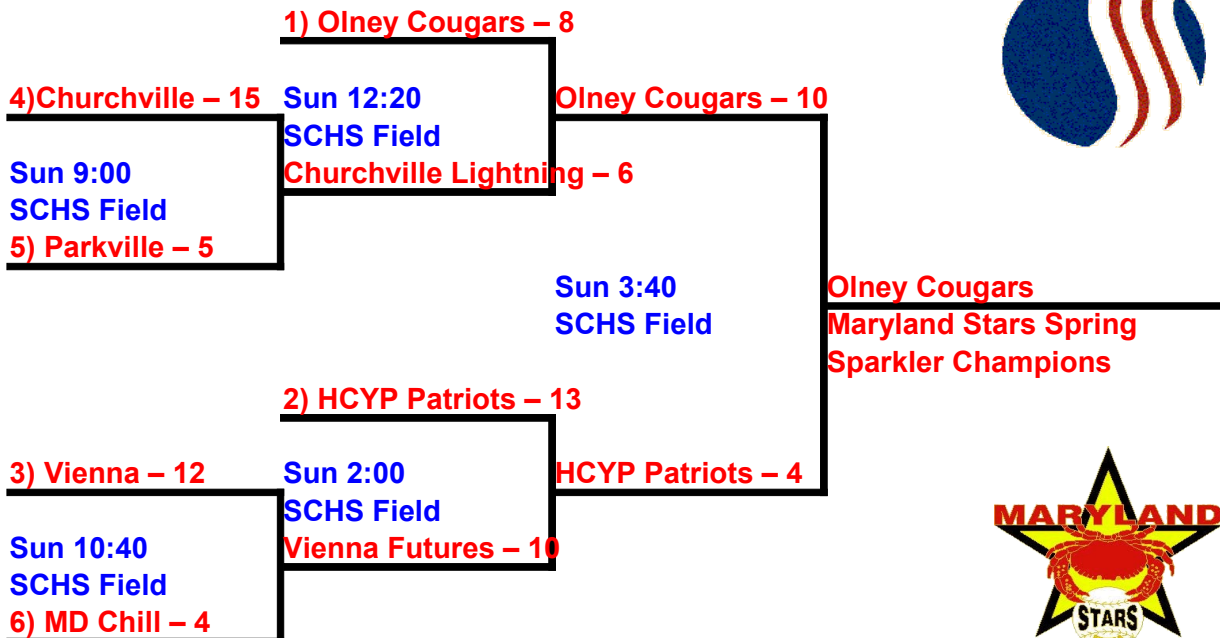 1) Olney Cougars – 8
4)Churchville – 15
Sun 12:20
SCHS Field
Olney Cougars – 10
Sun 9:00
SCHS Field
Churchville Lightning – 6
5) Parkville – 5
Sun 3:40
SCHS Field
Olney Cougars
Maryland Stars Spring
Sparkler Champions
2) HCYP Patriots – 13
3) Vienna – 12
Sun 2:00
SCHS Field
HCYP Patriots – 4
Sun 10:40
SCHS Field
Vienna Futures – 10
6) MD Chill – 4
MARYLAND
STARS